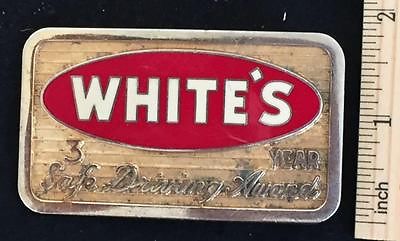 WHITE'S
3 YEAR
Safe Driving Award
1 inch
2